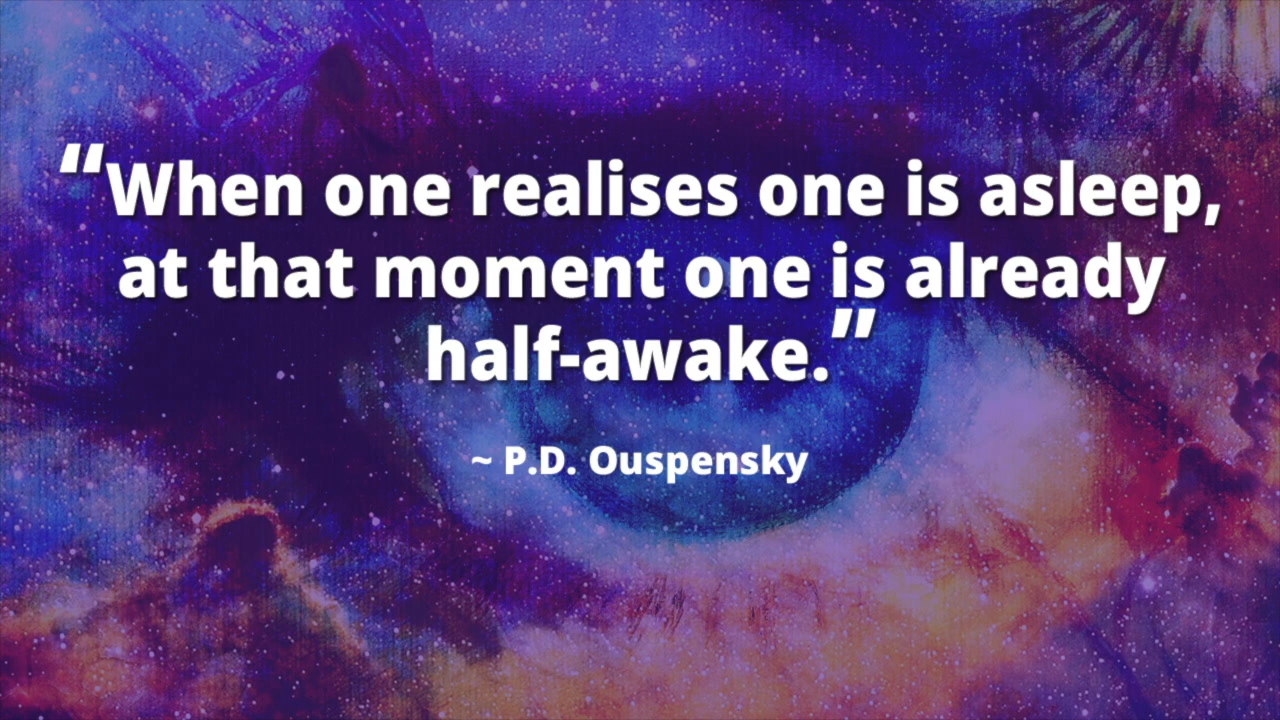 “When one realises one is asleep,
at that moment one is already
half-awake.”
~ P.D. Ouspensky